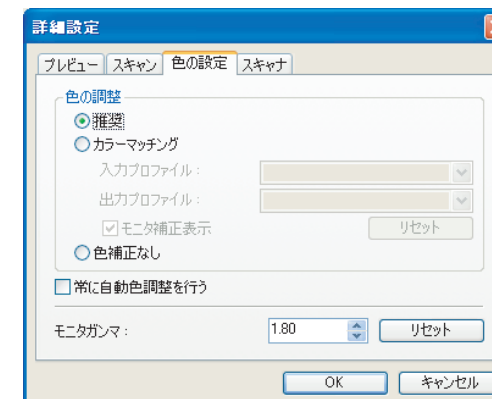 詳細設定
プレビュー スキャン 色の設定 スキャナ
色の調整
推奨
カラーマッチング
入力プロファイル：
出力プロファイル：
モニタ補正表示 リセット
色補正なし
常に自動色調整を行う
モニタガンマ： 1.80 リセット
OK キャンセル